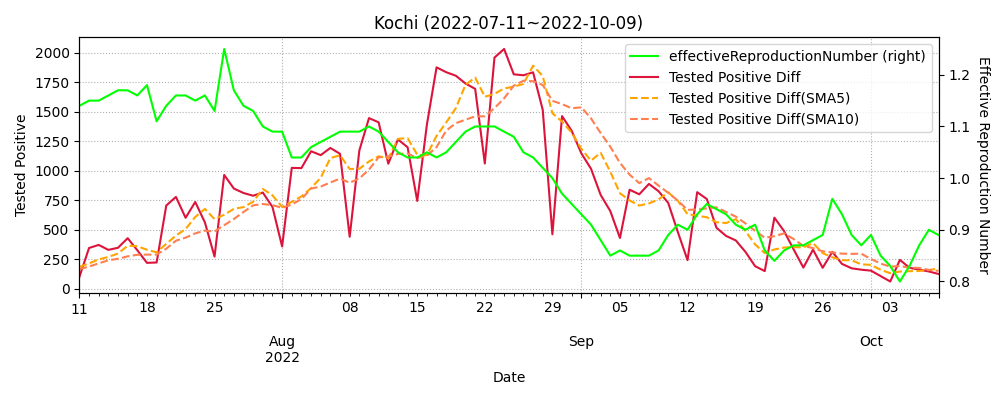 Kochi (2022-07-11~2022-10-09)
effectiveReproductionNumber (right)
Tested Positive Diff
Tested Positive Diff(SMA5)
Tested Positive Diff(SMA10)
Tested Positive
2000
1750
1500
1250
1000
750
500
250
0
Effective Reproduction Number
1.2
1.1
1.0
0.9
0.8
11 18 25 08 15 22 29 05 12 19 26 03
Aug Sep Oct
2022
Date